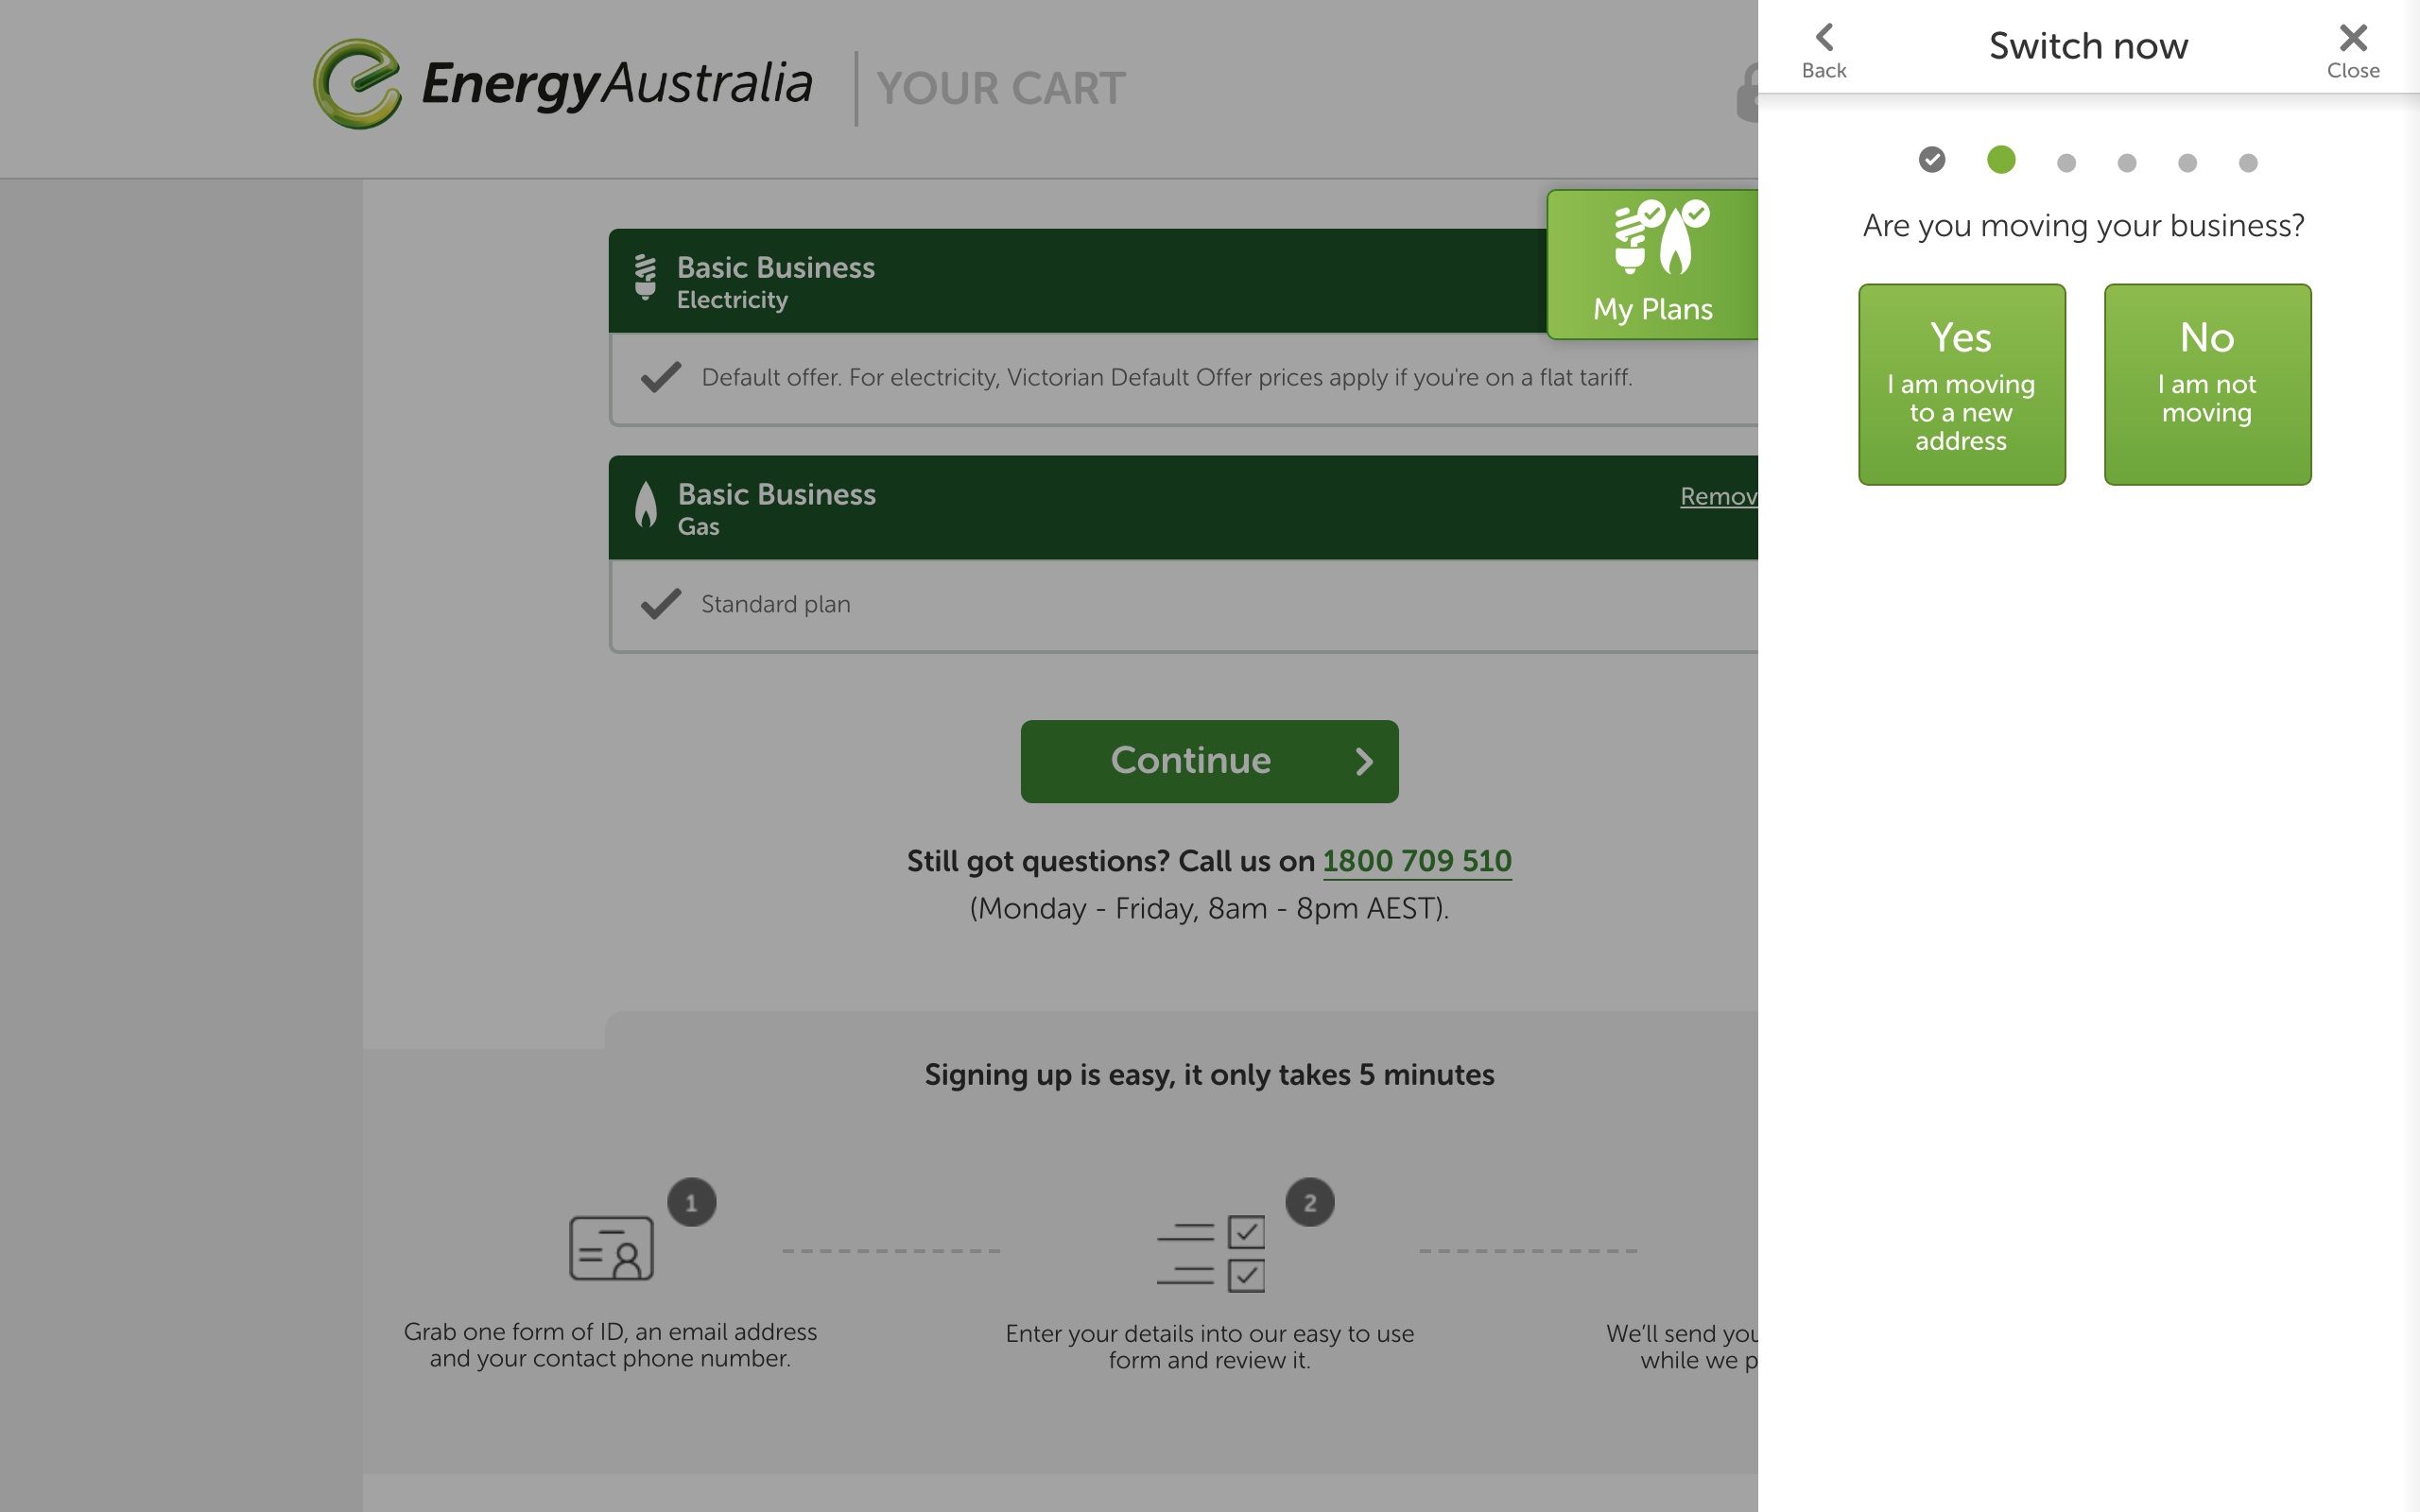 EnergyAustralia
YOUR CART
Basic Business
Electricity
My Plans
Default offer. For electricity, Victorian Default Offer prices apply if you're on a flat tariff.
Basic Business
Gas
Remov
Standard plan
Continue
Still got questions? Call us on 1800 709 510
(Monday - Friday, 8am - 8pm AEST).
Signing up is easy, it only takes 5 minutes
1
2
Grab one form of ID, an email address
and your contact phone number.
Enter your details into our easy to use
form and review it.
We'll send you
while we p
Back
Switch now
Close
Are you moving your business?
Yes
I am moving
to a new
address
No
I am not
moving